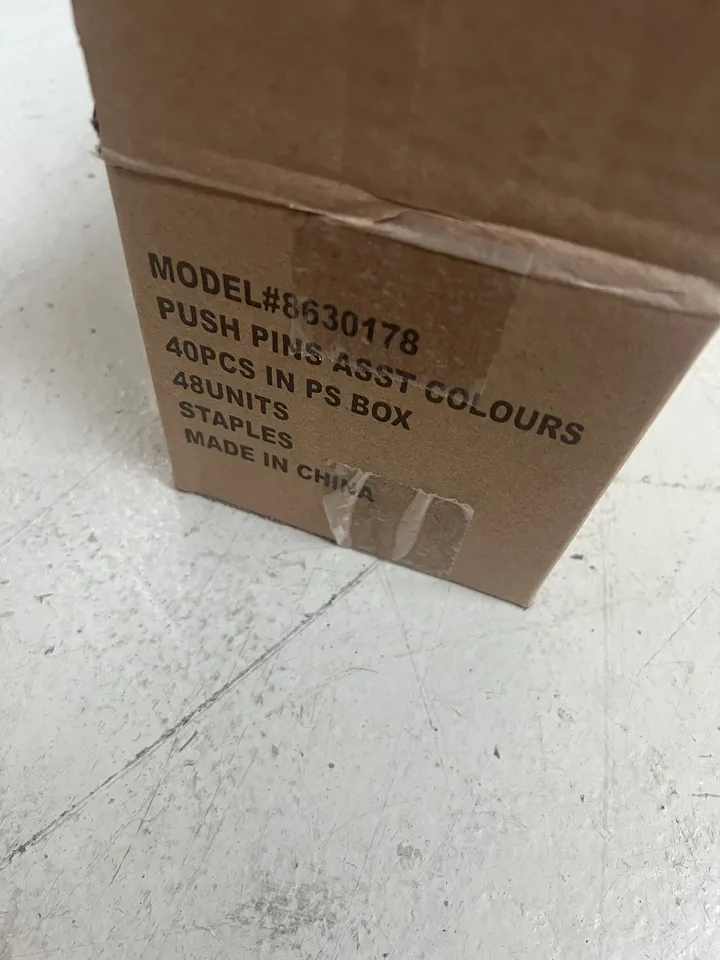 MODEL#8630178
PUSH PINS ASST COLOURS
40PCS IN PS BOX
48UNITS
STAPLES
MADE IN CHINA